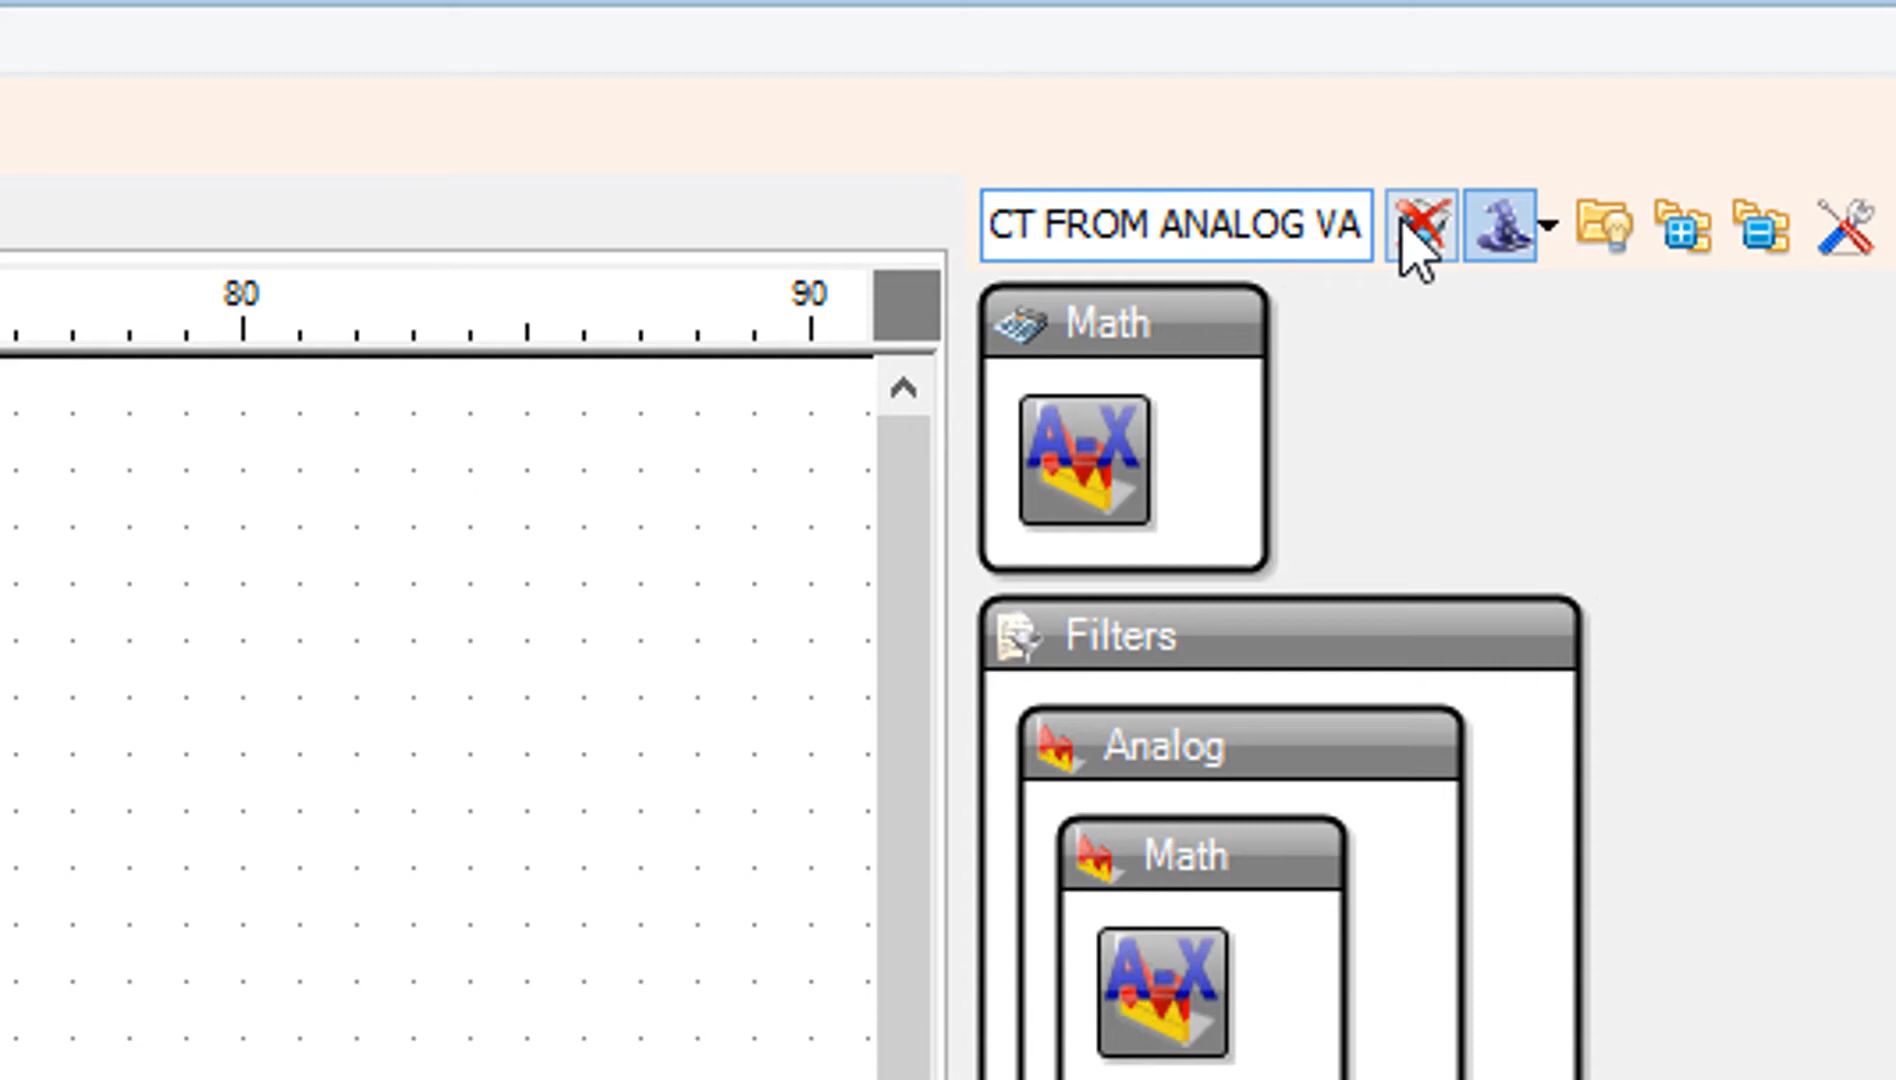 CT FROM ANALOG VA
80 90
Math
A-X
Filters
Analog
Math
A-X